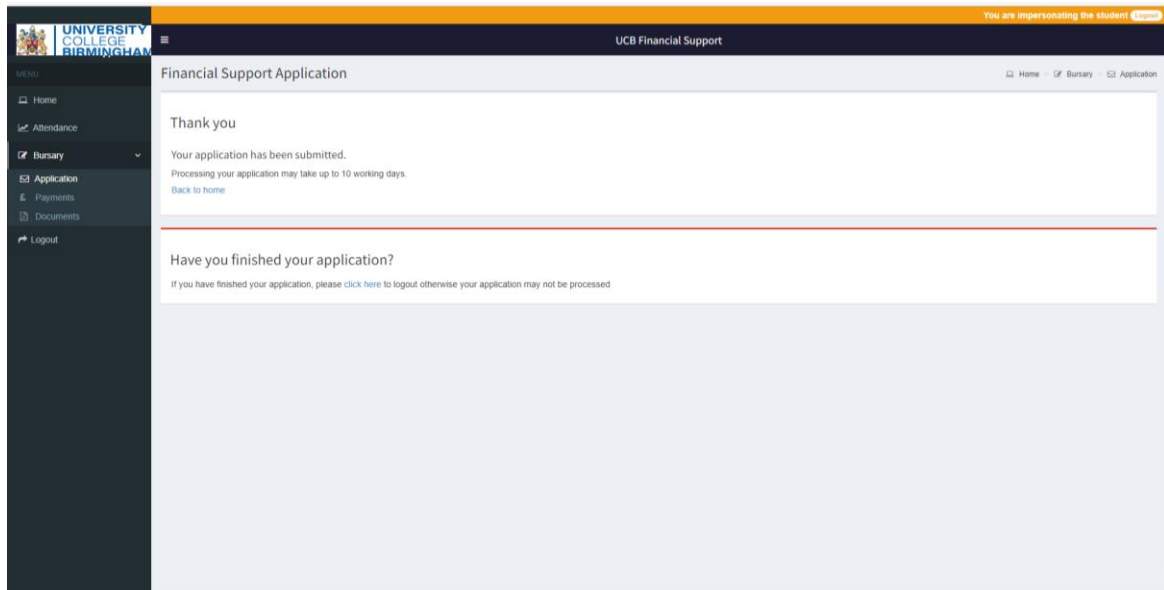 You are impersonating the student Logout
UNIVERSITY
COLLEGE
BIRMINGHAM
UCB Financial Support
MENU
Home
Attendance
Bursary
Application
Payments
Documents
Logout
Financial Support Application
Home - Bursary - Application
Thank you
Your application has been submitted.
Processing your application may take up to 10 working days.
Back to home
Have you finished your application?
If you have finished your application, please click here to logout otherwise your application may not be processed